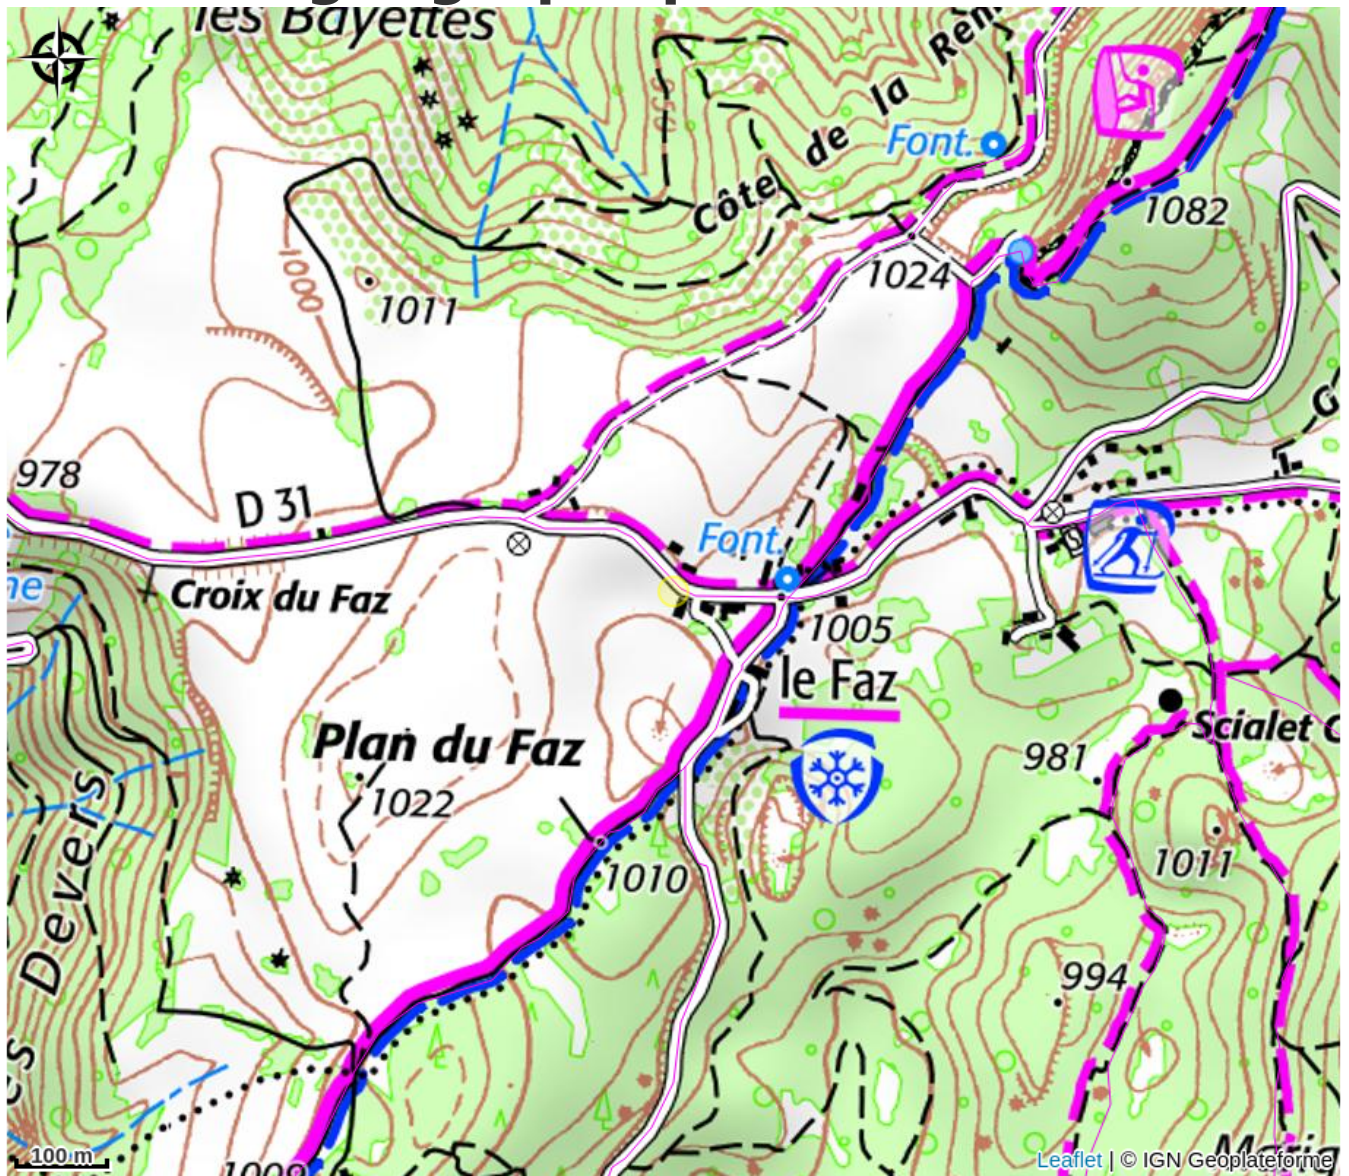 les Bayettes
950
Côte de la
Font.
1082
1024
1000
1011
G
978
D 31
Font.
Croix du Faz
1005
le Faz
Plan du Faz
Scialet
981
1022
1011
1010
Devers
994
1009
100 m
Leaflet | © IGN Geoplateforme